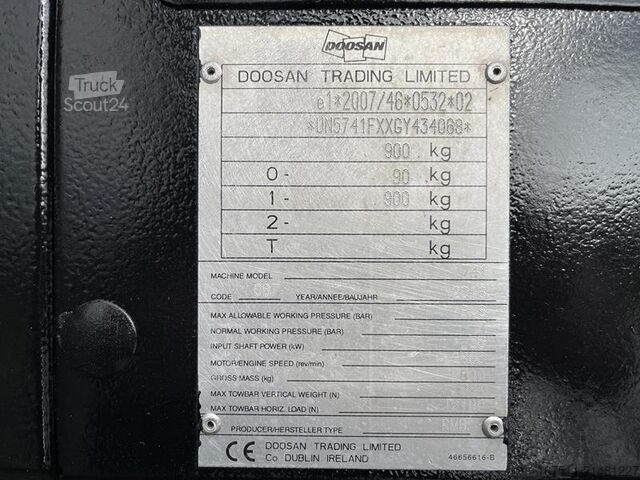 DOOSAN
DOOSAN TRADING LIMITED
Truck
Scout24
e1*2007/46*0532*02
*UN5741FXXGY434068*
900 kg
0- 90 kg
1- 900 kg
2- kg
T kg
MACHINE MODEL
CODE YEAR/ANNEE/BAUJAHR
MAX ALLOWABLE WORKING PRESSURE (BAR)
NORMAL WORKING PRESSURE (BAR)
INPUT SHAFT POWER (kW)
MOTOR/ENGINE SPEED (rev/min)
GROSS MASS (kg)
MAX TOWBAR VERTICAL WEIGHT (N)
MAX TOWBAR HORIZ. LOAD (N)
PRODUCER/HERSTELLER TYPE
CE DOOSAN TRADING LIMITED
Co DUBLIN IRELAND 46656616-B